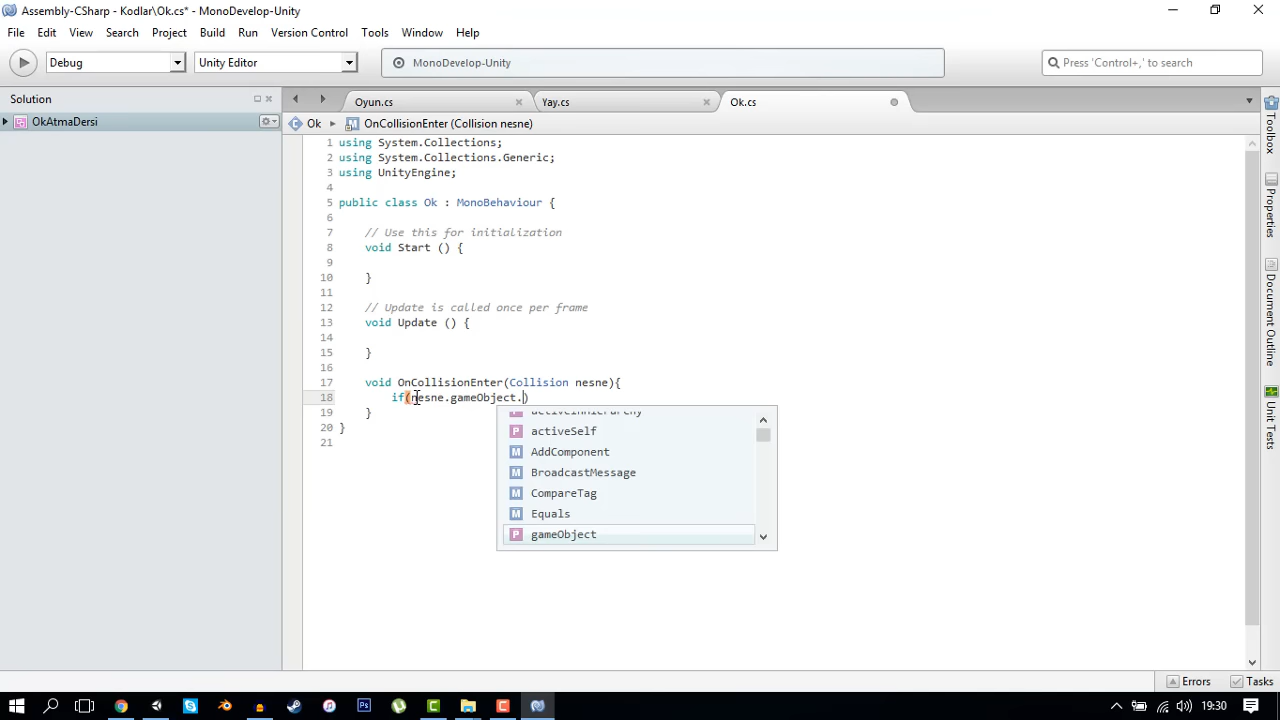 Assembly-CSharp - Kodlar\Ok.cs* - MonoDevelop-Unity
File Edit View Search Project Build Run Version Control Tools Window Help
Debug Unity Editor MonoDevelop-Unity Press 'Control+,' to search
Solution
OkAtmaDersi
Oyun.cs Yay.cs Ok.cs
Ok OnCollisionEnter (Collision nesne)
1 using System.Collections;
2 using System.Collections.Generic;
3 using UnityEngine;
4
5 public class Ok : MonoBehaviour {
6
7 // Use this for initialization
8 void Start () {
9
10 }
11
12 // Update is called once per frame
13 void Update () {
14
15 }
16
17 void OnCollisionEnter(Collision nesne){
18 if(nesne.gameObject.)
19 }
20 }
21
activeInHierarchy
activeSelf
AddComponent
BroadcastMessage
CompareTag
Equals
gameObject
Toolbox
Properties
Document Outline
Unit Tests
Errors Tasks
19:30